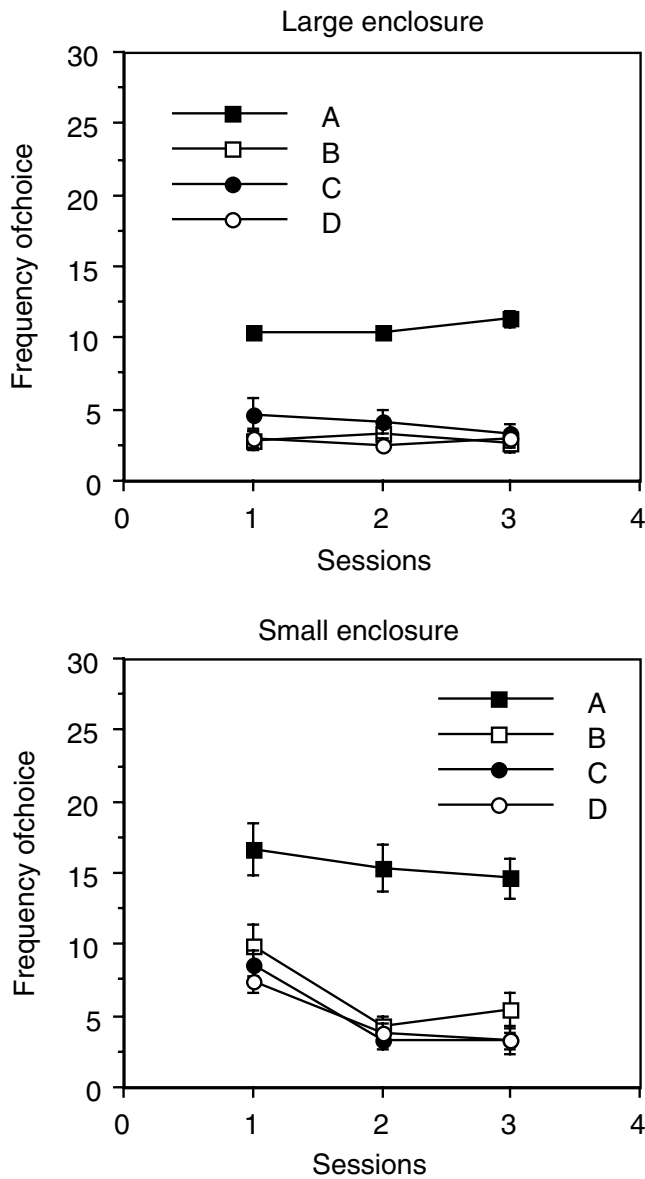 Large enclosure
30
25
20
15
10
5
0
A
B
C
D
Frequency ofchoice
0 1 2 3 4
Sessions
Small enclosure
30
25
20
15
10
5
0
A
B
C
D
Frequency ofchoice
0 1 2 3 4
Sessions